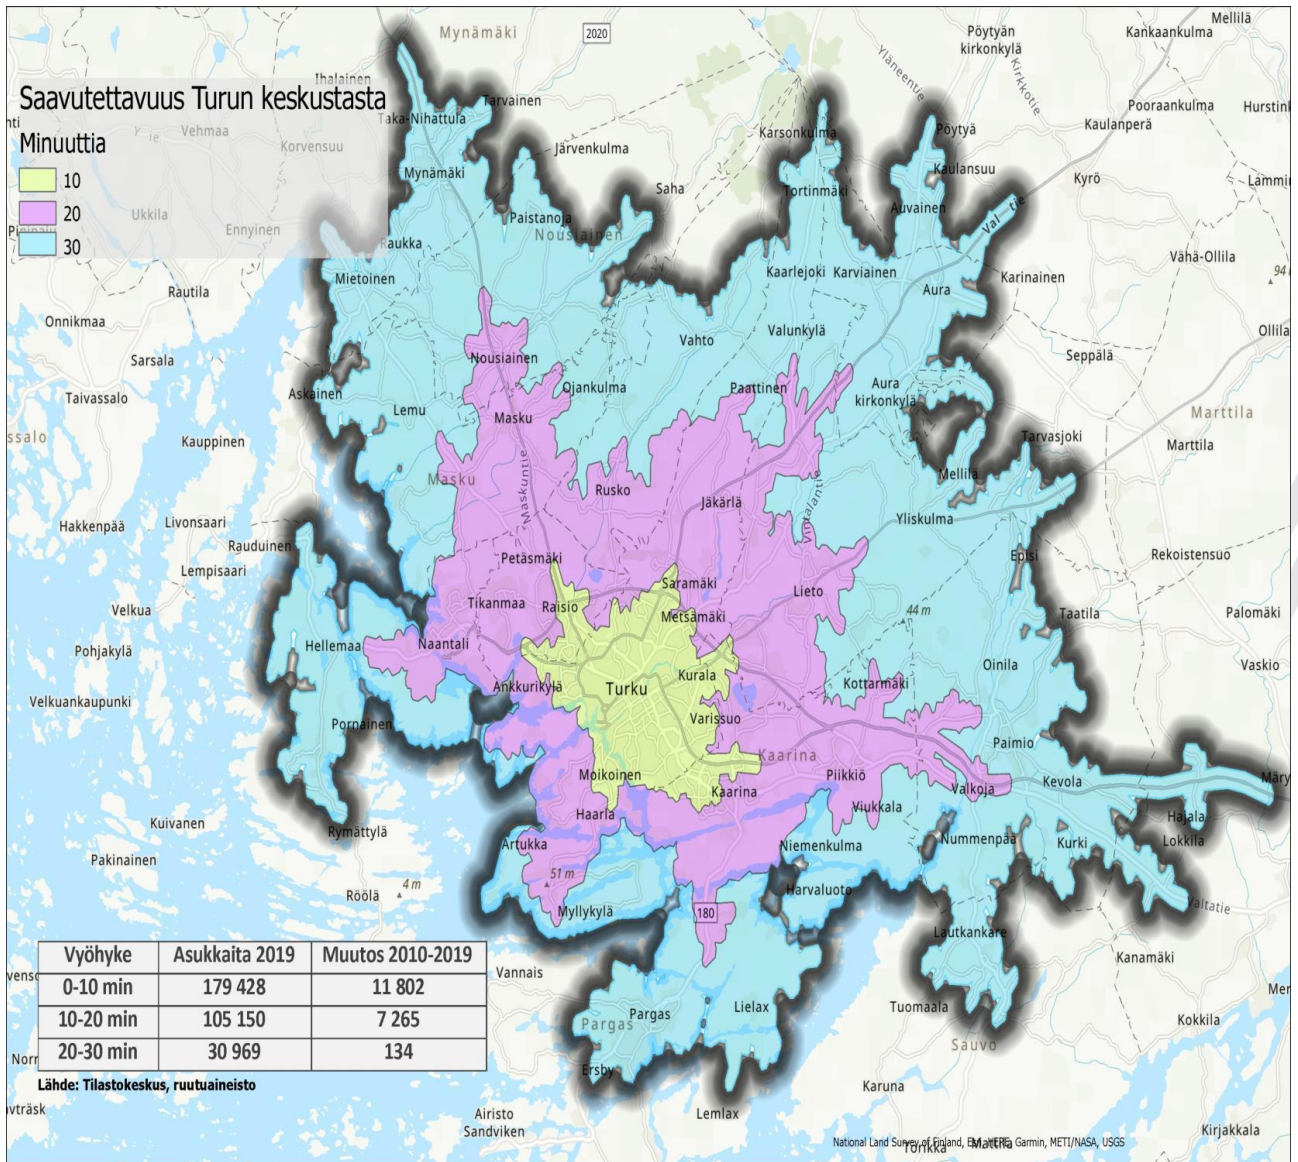 Mynämäki
2020
Pöytyän
kirkonkylä
Mellilä
Kankaankulma
Yläneentie
Kirkkotie
Ihalainen
Saavutettavuus Turun keskustasta
Minuuttia
10
20
30
Tarvainen
Taka-Nihattula
Vehmaa
Korvensuu
Järvenkulma
Karsonkulma
Pöytyä
Pooraankulma
Kaulanperä
Kaulansuu
Mynämäki
Saha
Tortinmäki
Kyrö
Ukkila
Ennyinen
Paistanoja
Nousiainen
Auvainen
Raukka
Mietoinen
Kaarlejoki
Karviainen
Karinainen
Vähä-Ollila
Rautila
Aura
Onnikmaa
Valunkylä
Vahto
Sarsala
Nousiainen
Seppälä
Ollila
Taivassalo
Askainen
Ojankulma
Paattinen
Aura
kirkonkylä
Lemu
Masku
Marttila
Kauppinen
Tarvasjoki
Marttila
Masku
Maskuntie
Rusko
Jäkärlä
Mellilä
Hakkenpää
Livonsaari
Yliskulma
Rauduinen
Lempisaari
Petäsmäki
Saramäki
Episi
Rekoistensuo
Velkua
Tikanmaa
Raisio
Metsämäki
Lieto
44 m
Taatila
Palomäki
Pohjakylä
Hellemaa
Naantali
Oinila
Vaskio
Velkuankaupunki
Ankkurikylä
Turku
Kurala
Kottarmäki
Pornainen
Varissuo
Kaarina
Paimio
Moikoinen
Piikkiö
Kevola
Kaarina
Valkoja
Kuivanen
Haarla
Viukkala
Hajala
Rymättylä
Lokkila
Artukka
Niemenkulma
Nummenpää
Kurki
Pakinainen
51 m
Röölä
4 m
Harvaluoto
Myllykylä
180
Valtatie
Lautkankare
Kanamäki
Vyöhyke Asukkaita 2019 Muutos 2010-2019
0-10 min 179 428 11 802
10-20 min 105 150 7 265
20-30 min 30 969 134
Vannais
Pargas
Pargas
Lielax
Tuomaala
Kokkila
Sauvo
Ersby
Lähde: Tilastokeskus, ruutuaineisto
Karuna
Airisto
Sandviken
Lemlax
Kirjakkala